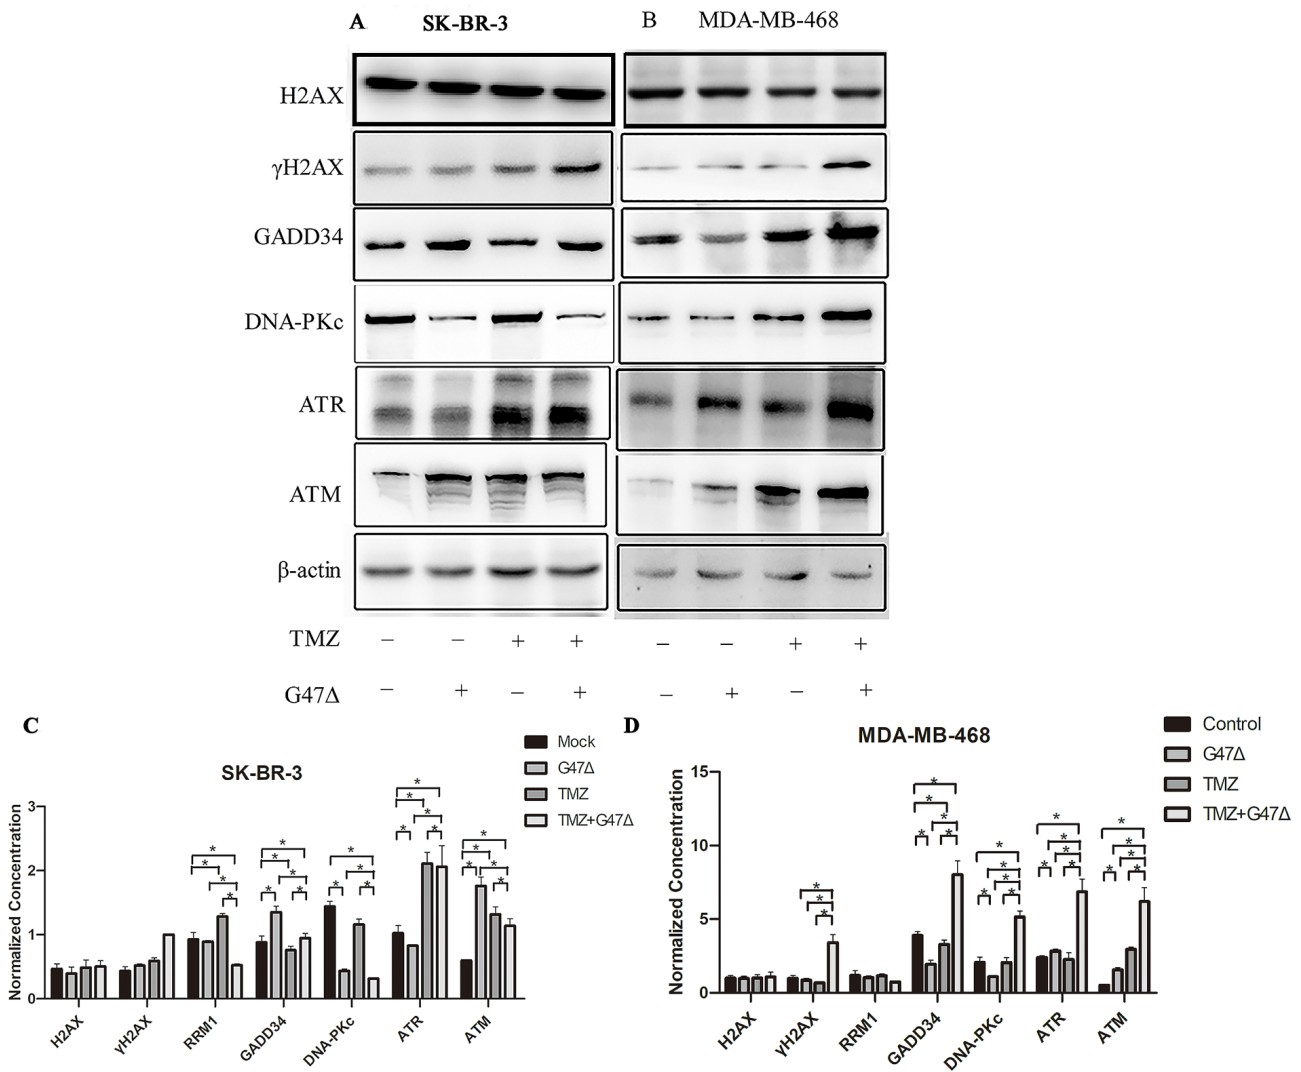 A SK-BR-3 B MDA-MB-468
H2AX
γH2AX
GADD34
DNA-PKc
ATR
ATM
β-actin
TMZ − − + + − − + +
G47Δ − + − + − + − +
C
SK-BR-3
Mock
G47Δ
TMZ
TMZ+G47Δ
Normalized Concentration
3
2
1
0
* * * * * * * * * * * * * * * * * * * * * * *
H2AX γH2AX RRM1 GADD34 DNA-PKc ATR ATM
D
MDA-MB-468
Control
G47Δ
TMZ
TMZ+G47Δ
Normalized Concentration
15
10
5
0
* * * * * * * * * * * * * * * * * * * * * * *
H2AX γH2AX RRM1 GADD34 DNA-PKc ATR ATM